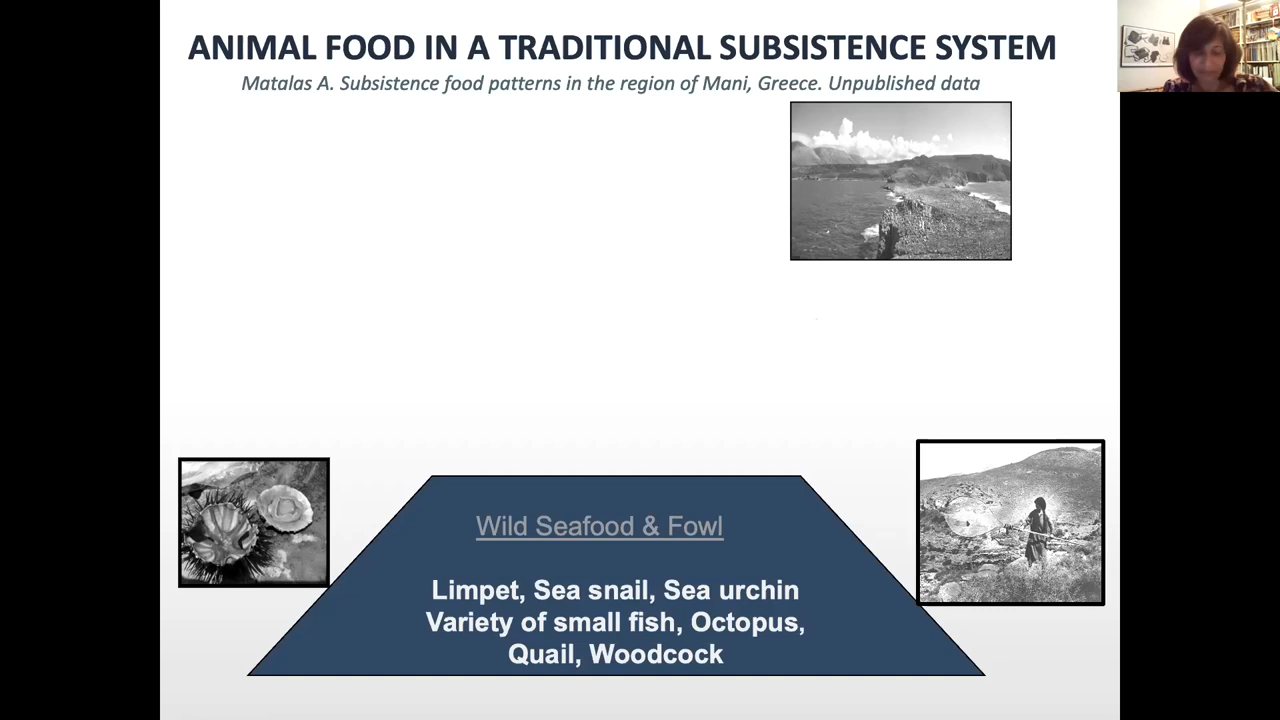 ANIMAL FOOD IN A TRADITIONAL SUBSISTENCE SYSTEM
Matalas A. Subsistence food patterns in the region of Mani, Greece. Unpublished data
Wild Seafood & Fowl
Limpet, Sea snail, Sea urchin
Variety of small fish, Octopus,
Quail, Woodcock